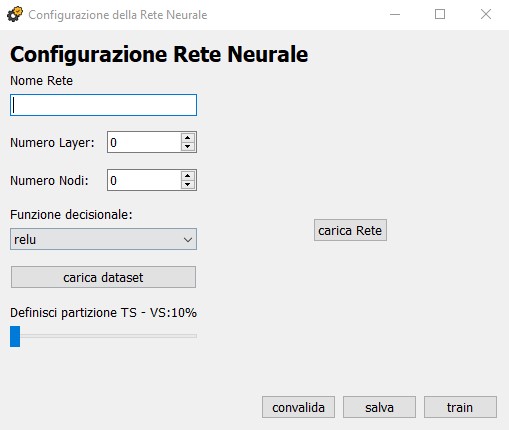 Configurazione della Rete Neurale
Configurazione Rete Neurale
Nome Rete
Numero Layer: 0
Numero Nodi: 0
Funzione decisionale:
relu
carica Rete
carica dataset
Definisci partizione TS - VS:10%
convalida salva train